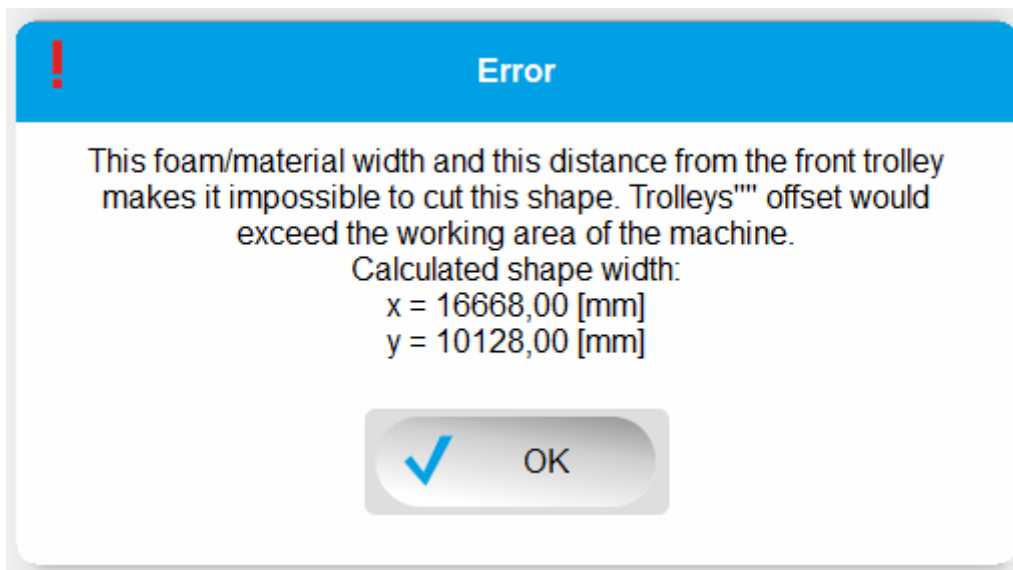 Error
This foam/material width and this distance from the front trolley
makes it impossible to cut this shape. Trolleys"" offset would
exceed the working area of the machine.
Calculated shape width:
x = 16668,00 [mm]
y = 10128,00 [mm]
OK